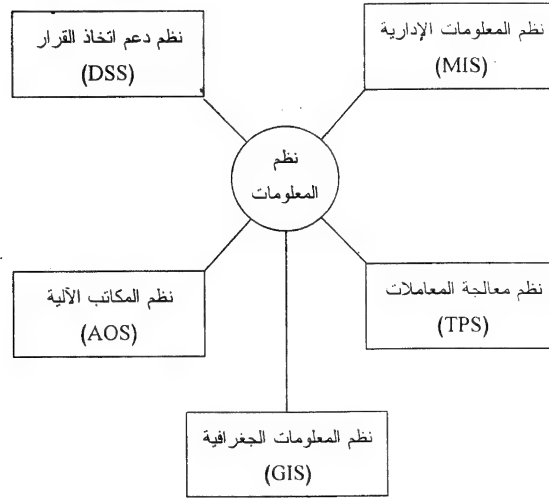 نظم المعلومات الإدارية
(MIS)
نظم دعم اتخاذ القرار
(DSS)
نظم
المعلومات
نظم معالجة المعاملات
(TPS)
نظم المكاتب الآلية
(AOS)
نظم المعلومات الجغرافية
(GIS)